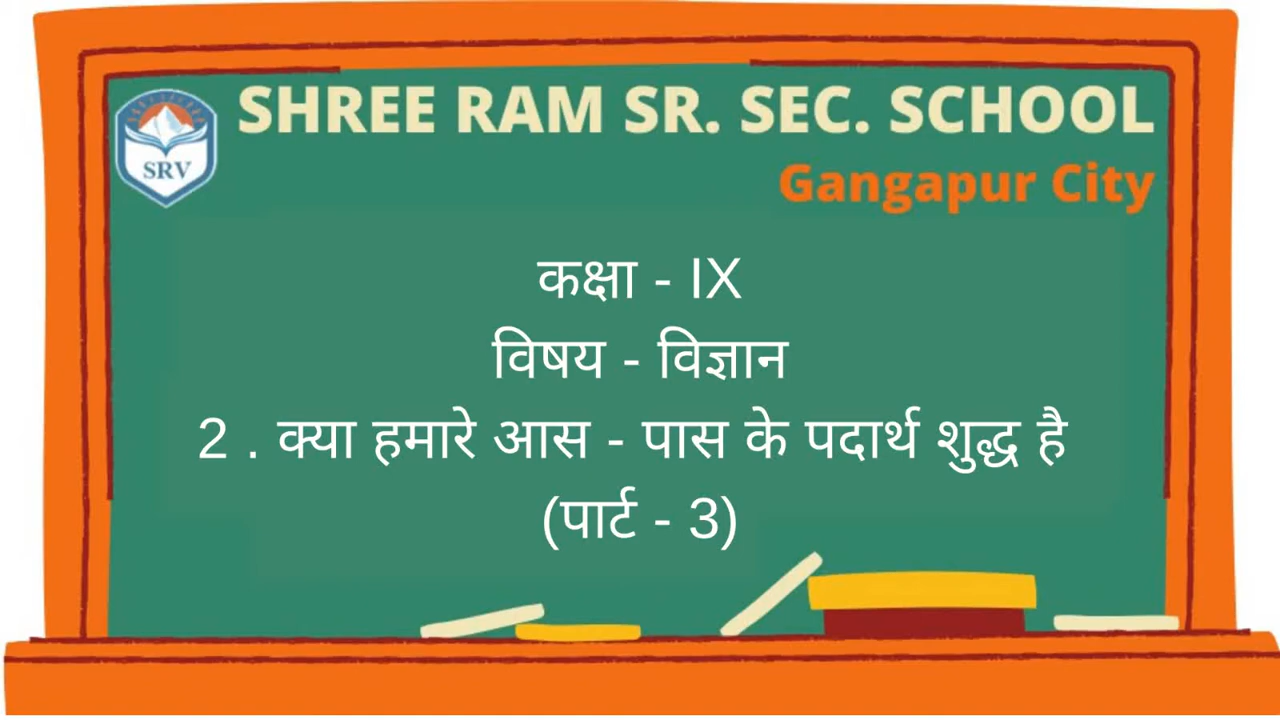 SHREE RAM SR. SEC. SCHOOL
SRV
Gangapur City
कक्षा - IX
विषय - विज्ञान
2 . क्या हमारे आस - पास के पदार्थ शुद्ध है
(पार्ट - 3)